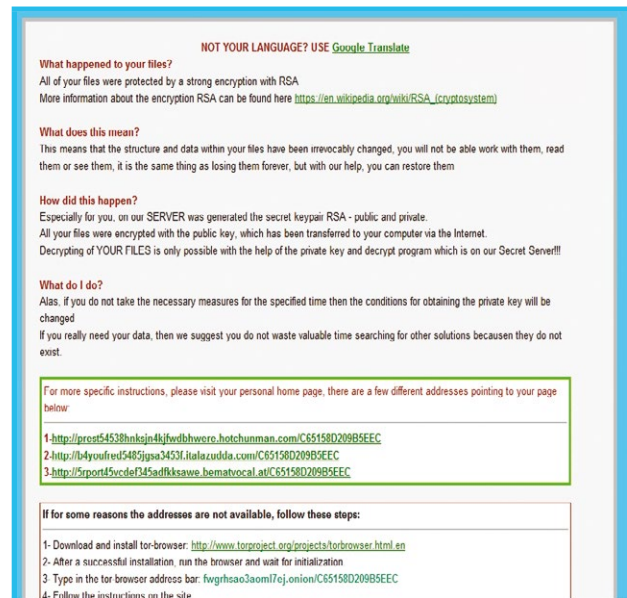 NOT YOUR LANGUAGE? USE Google Translate
What happened to your files?
All of your files were protected by a strong encryption with RSA
More information about the encryption RSA can be found here https://en.wikipedia.org/wiki/RSA_(cryptosystem)
What does this mean?
This means that the structure and data within your files have been irrevocably changed, you will not be able work with them, read
them or see them, it is the same thing as losing them forever, but with our help, you can restore them
How did this happen?
Especially for you, on our SERVER was generated the secret keypair RSA - public and private.
All your files were encrypted with the public key, which has been transferred to your computer via the Internet.
Decrypting of YOUR FILES is only possible with the help of the private key and decrypt program which is on our Secret Server!!!
What do I do?
Alas, if you do not take the necessary measures for the specified time then the conditions for obtaining the private key will be
changed
If you really need your data, then we suggest you do not waste valuable time searching for other solutions becausen they do not
exist.
For more specific instructions, please visit your personal home page, there are a few different addresses pointing to your page
below:
1-http://prest54538hnksjn4kjfwdbhwere.hotchunman.com/C65158D209B5EEC
2-http://b4youfred5485jgsa3453f.italazudda.com/C65158D209B5EEC
3-http://5rport45vcdef345adfkksawe.bematvocal.at/C65158D209B5EEC
If for some reasons the addresses are not available, follow these steps:
1- Download and install tor-browser: http://www.torproject.org/projects/torbrowser.html.en
2- After a successful installation, run the browser and wait for initialization
3- Type in the tor-browser address bar: fwgrhsao3aoml7ej.onion/C65158D209B5EEC
4- Follow the instructions on the site